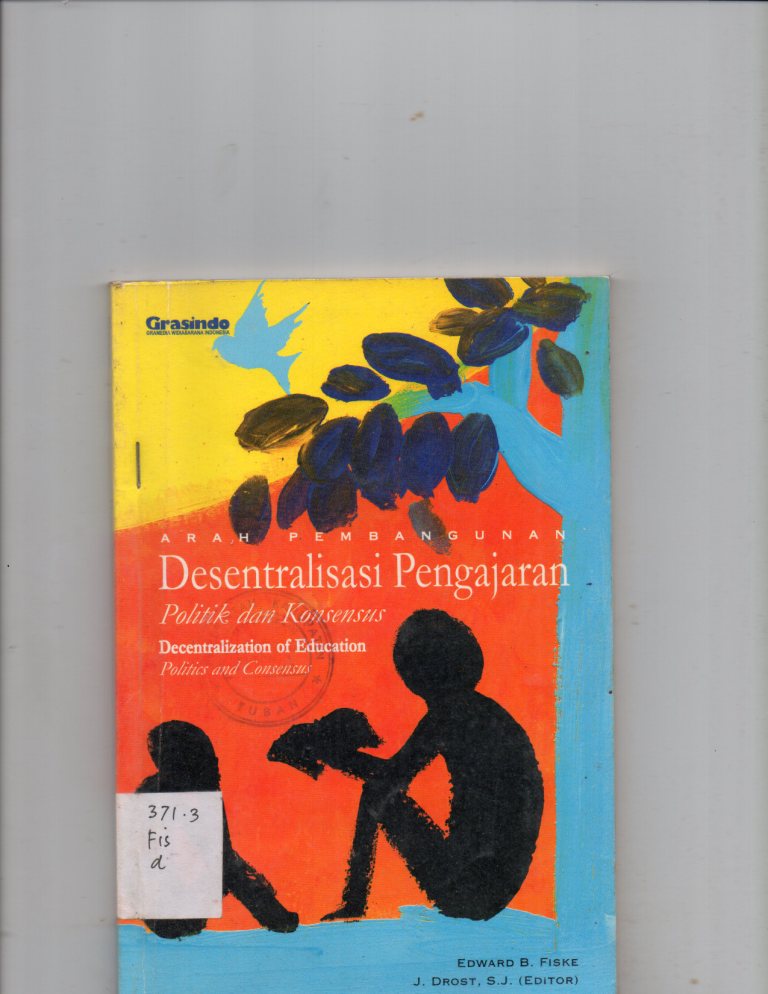 Grasindo
GRAMEDIA WIDIASARANA INDONESIA
ARAH PEMBANGUNAN
Desentralisasi Pengajaran
Politik dan Konsensus
Decentralization of Education
Politics and Consensus
TUBAN
371.3
Fis
d
EDWARD B. FISKE
J. DROST, S.J. (EDITOR)